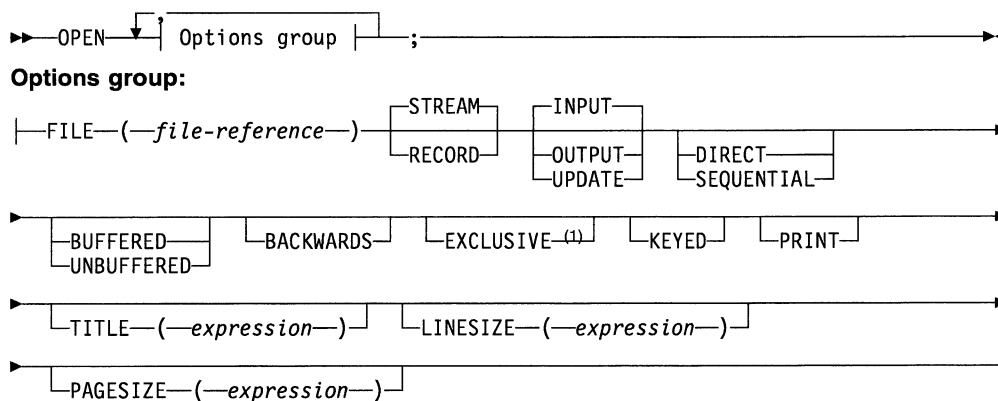 ,
OPEN Options group ;
Options group:
STREAM INPUT
FILE ( file-reference )
RECORD OUTPUT DIRECT
UPDATE SEQUENTIAL
BUFFERED BACKWARDS EXCLUSIVE (1) KEYED PRINT
UNBUFFERED
TITLE ( expression ) LINESIZE ( expression )
PAGESIZE ( expression )